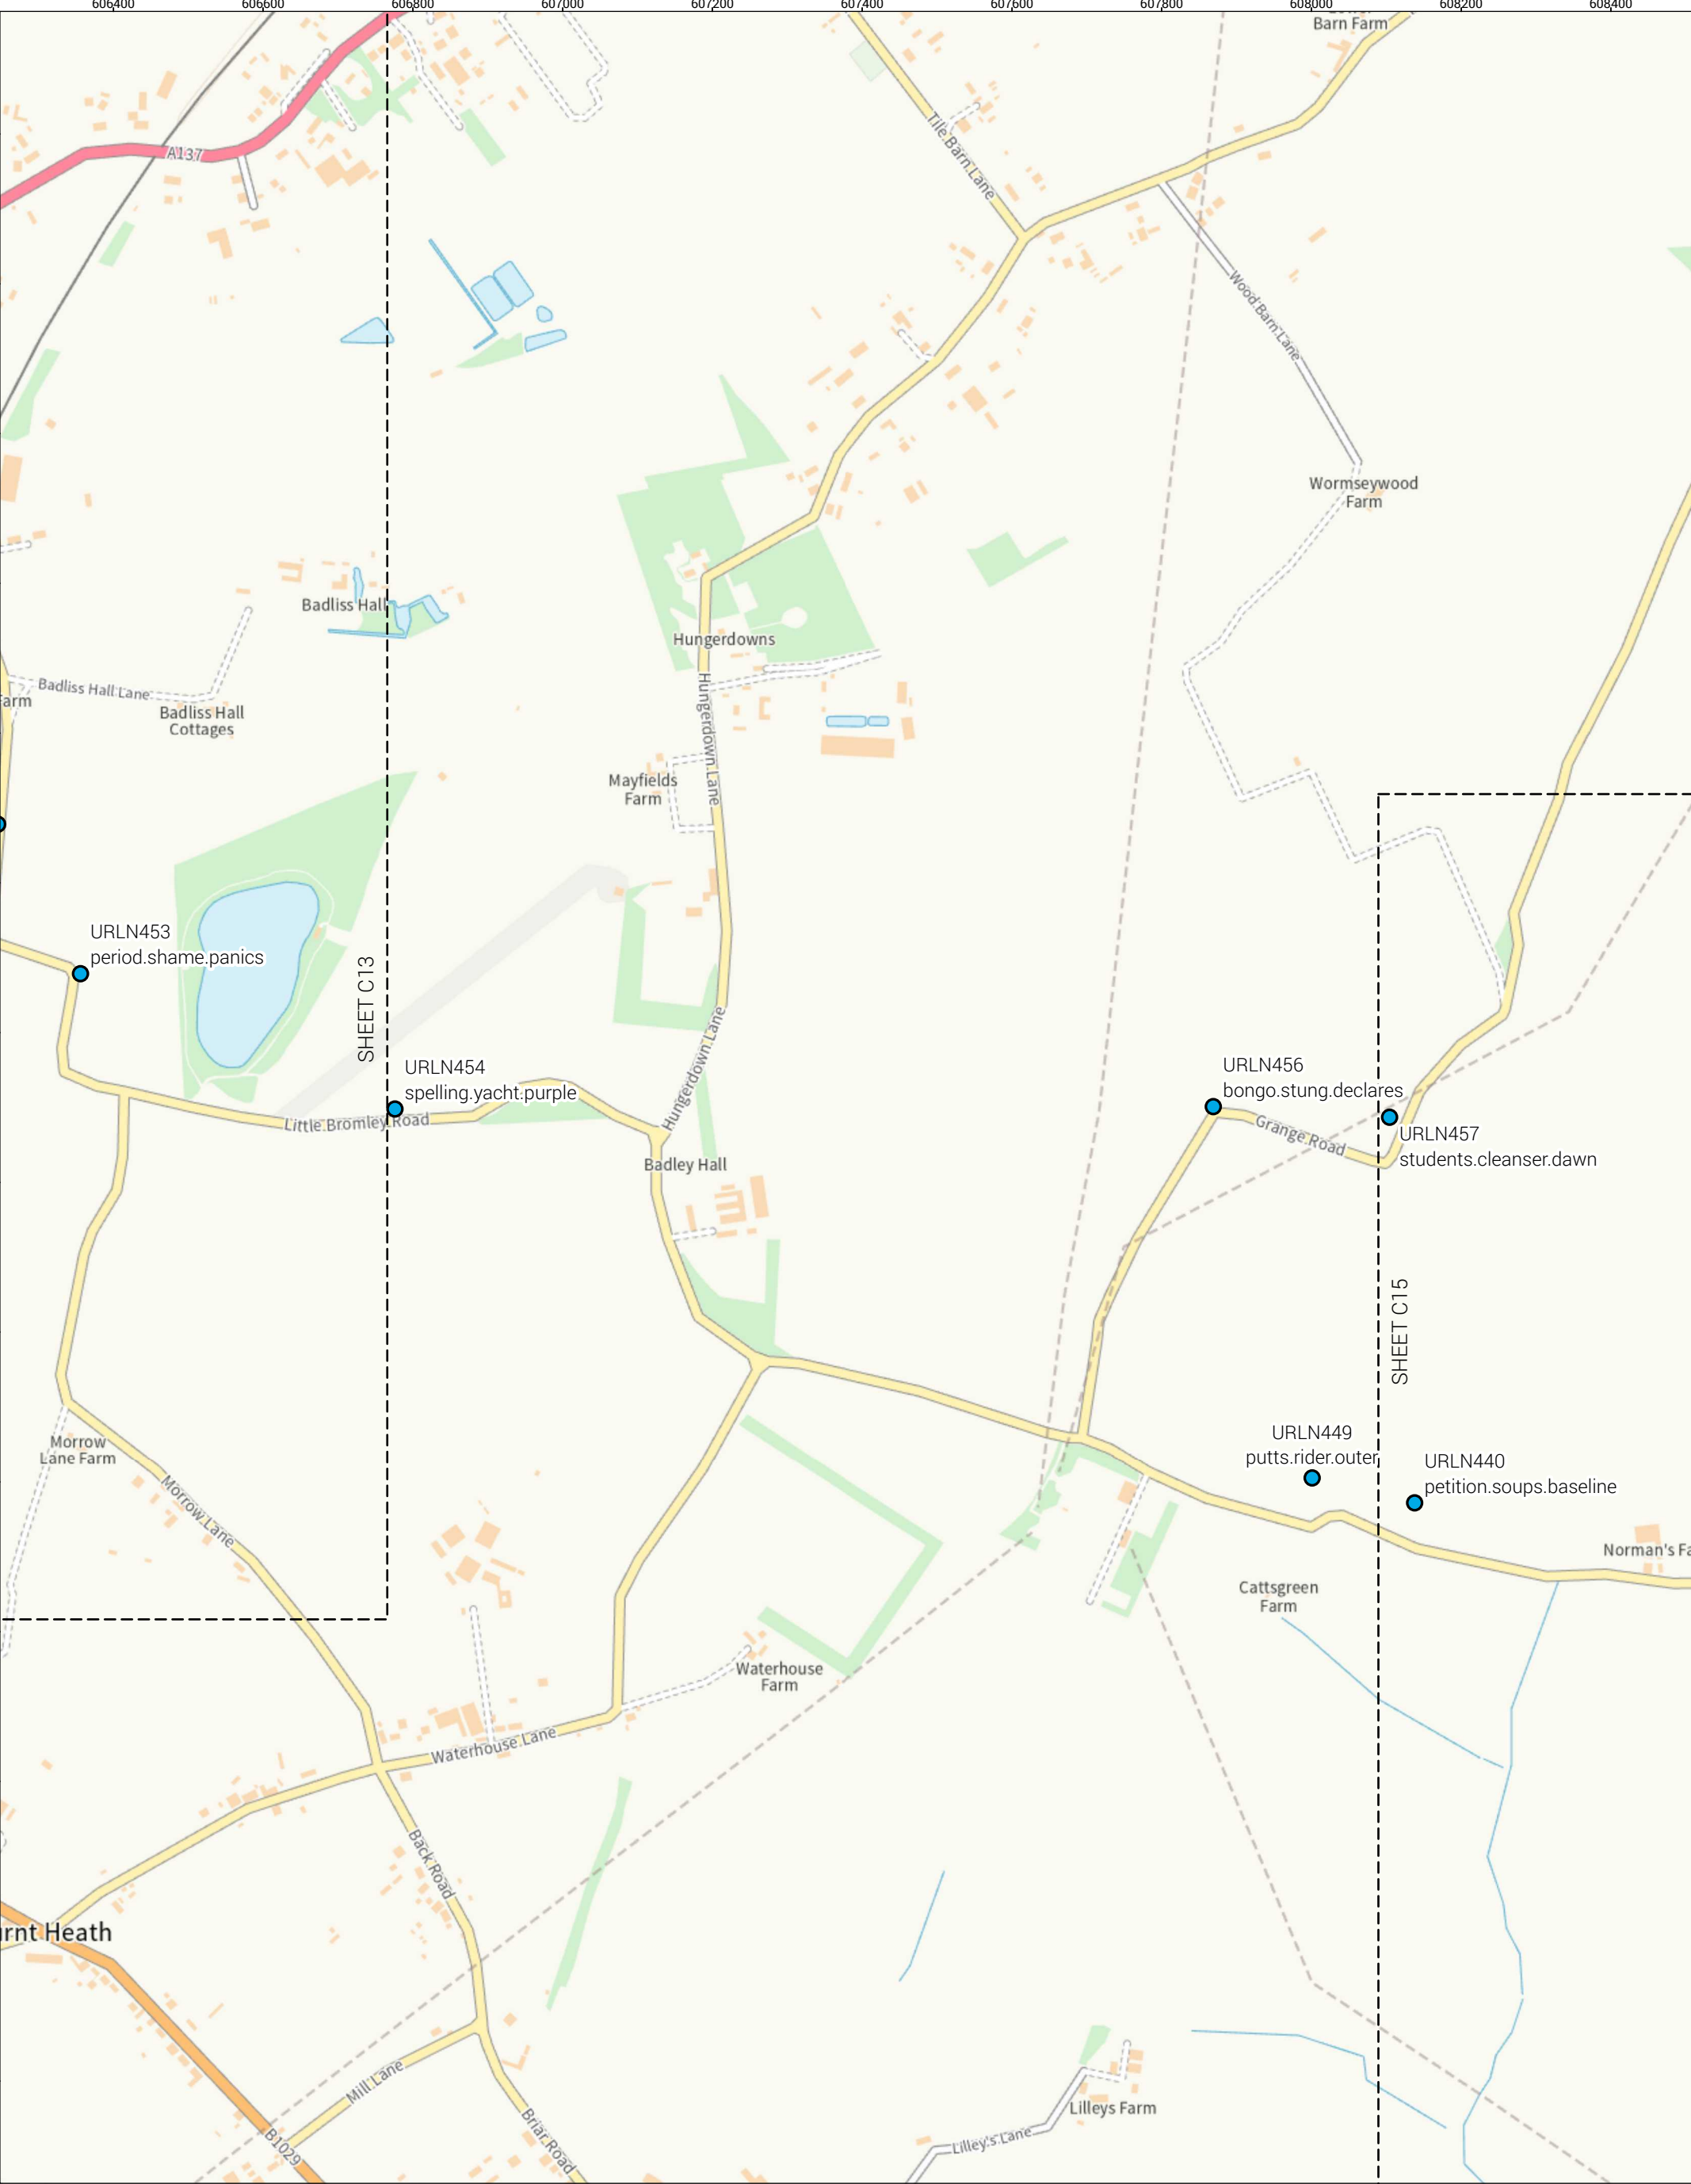 606400 606600 606800 607000 607200 607400 607600 607800 608000 608200 608400
Barn Farm
A137
Tile Barn Lane
Wood Barn Lane
Wormseywood
Farm
Badliss Hall
Hungerdowns
Badliss Hall Lane
arm
Badliss Hall
Cottages
Hungerdown Lane
Mayfields
Farm
URLN453
period.shame.panics
SHEET C13
URLN454
spelling.yacht.purple
Little Bromley Road
Hungerdown Lane
URLN456
bongo.stung.declares
Grange Road
URLN457
students.cleanser.dawn
Badley Hall
SHEET C15
Morrow
Lane Farm
URLN449
putts.rider.outer
URLN440
petition.soups.baseline
Morrow Lane
Norman's Fa
Cattsgreen
Farm
Waterhouse
Farm
Waterhouse Lane
Back Road
rnt Heath
Mill Lane
B1029
Briar Road
Lilleys Farm
Lilley's Lane